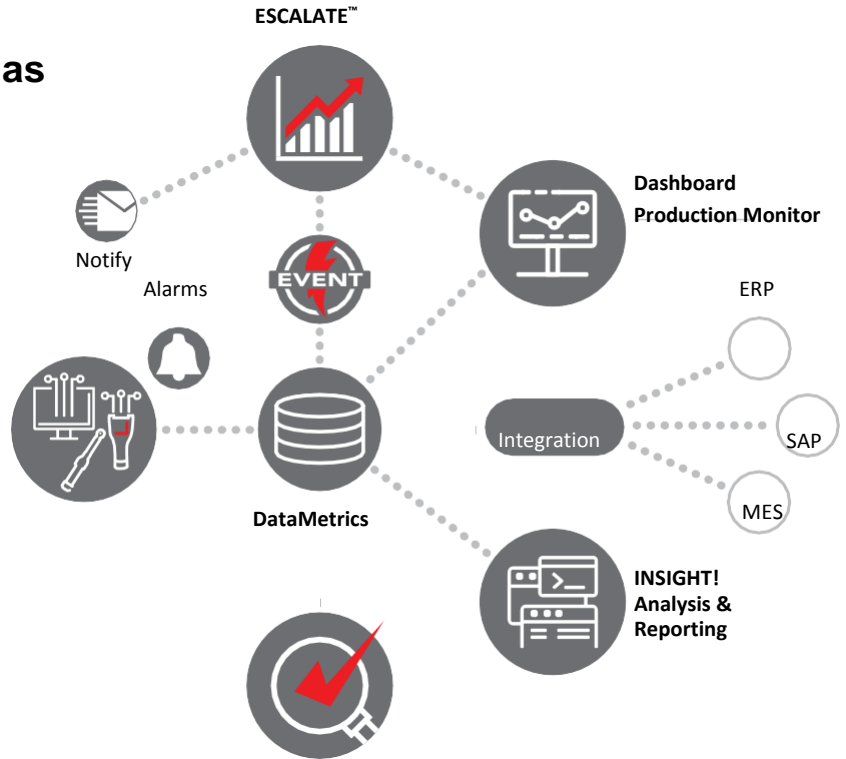 ESCALATE™
as
Dashboard
Production Monitor
Notify
EVENT
Alarms
ERP
Integration
SAP
MES
DataMetrics
INSIGHT!
Analysis &
Reporting